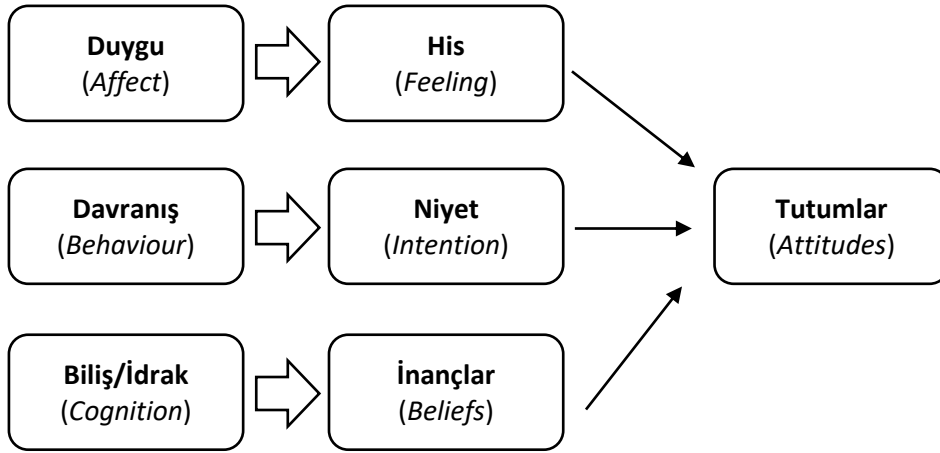 Duygu
(Affect)
His
(Feeling)
Davranış
(Behaviour)
Niyet
(Intention)
Tutumlar
(Attitudes)
Biliş/İdrak
(Cognition)
İnançlar
(Beliefs)